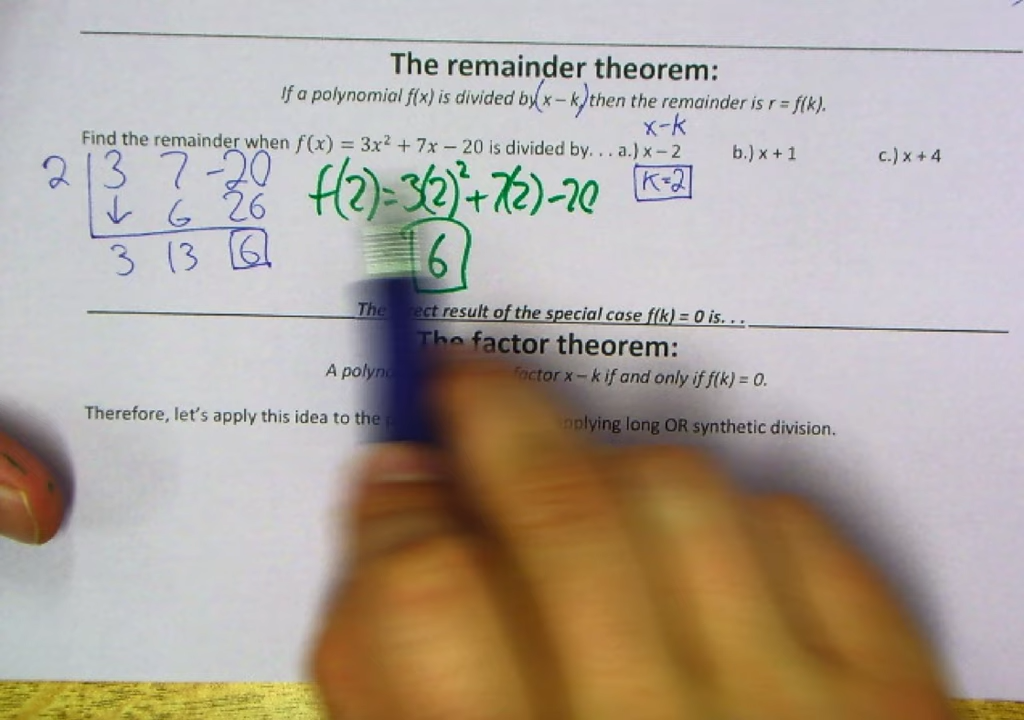 The remainder theorem:
If a polynomial f(x) is divided by (x – k) then the remainder is r = f(k).
x-k
Find the remainder when f(x) = 3x² + 7x − 20 is divided by. . . a.) x – 2 b.) x + 1 c.) x + 4
K=2
2 3 7 -20
↓ 6 26
3 13 6
f(2)=3(2)²+7(2)-20
6
The result of the special case f(k) = 0 is. . .
The factor theorem:
A factor x – k if and only if f(k) = 0.
Therefore, let's apply this idea to the long OR synthetic division.